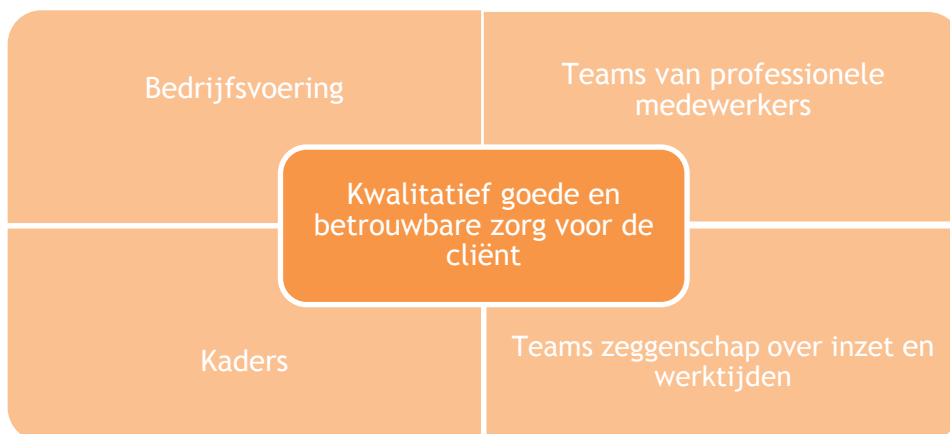 Bedrijfsvoering
Teams van professionele
medewerkers
Kwalitatief goede en
betrouwbare zorg voor de
cliënt
Kaders
Teams zeggenschap over inzet en
werktijden